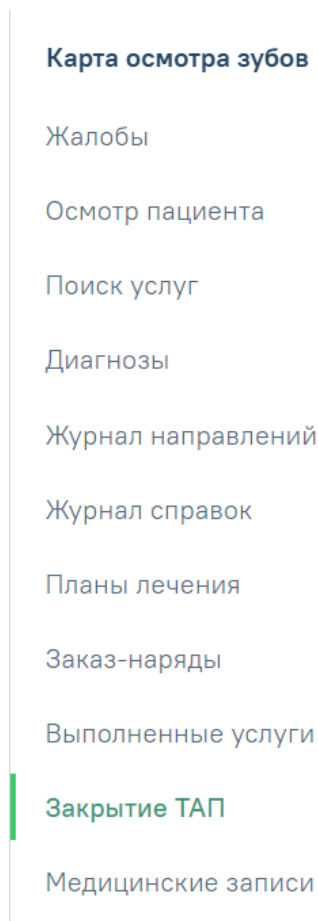 Карта осмотра зубов
Жалобы
Осмотр пациента
Поиск услуг
Диагнозы
Журнал направлений
Журнал справок
Планы лечения
Заказ-наряды
Выполненные услуги
Закрытие ТАП
Медицинские записи